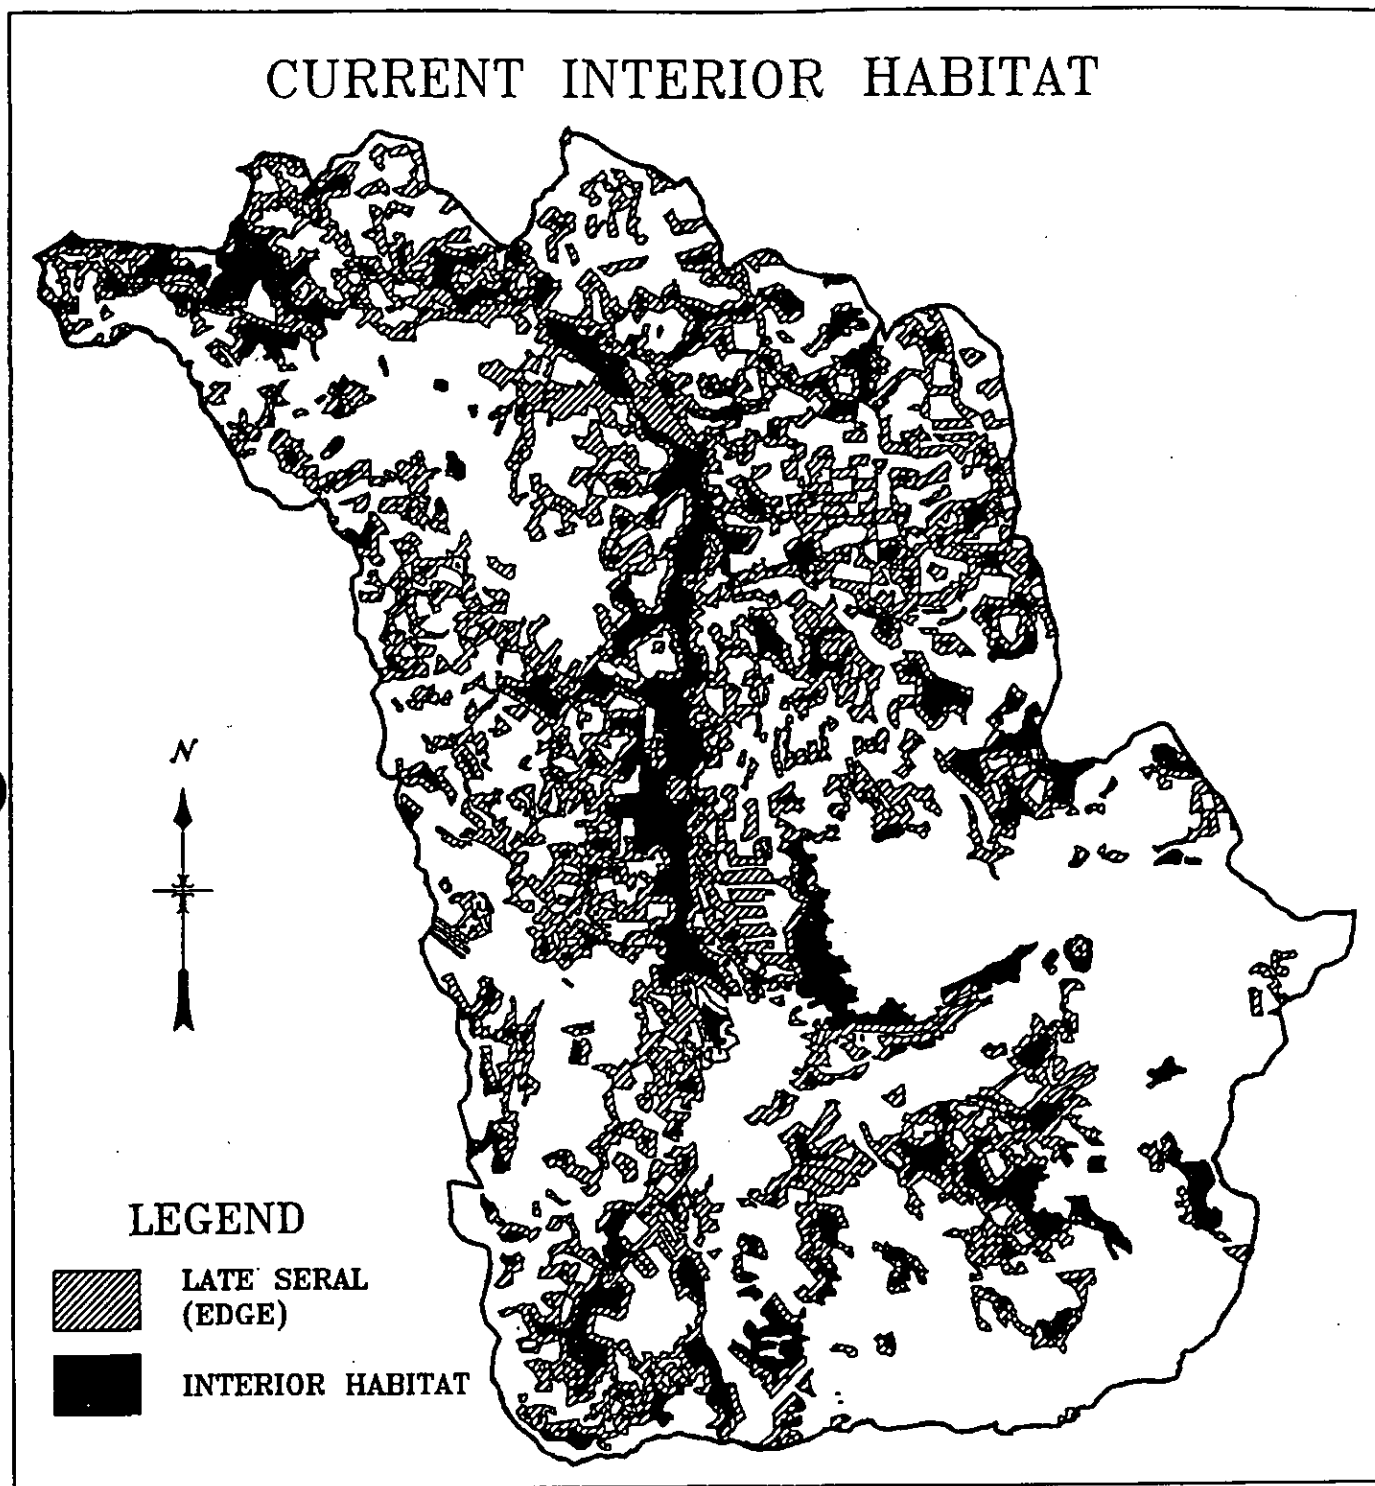 CURRENT INTERIOR HABITAT
N
LEGEND
LATE SERAL
(EDGE)
INTERIOR HABITAT